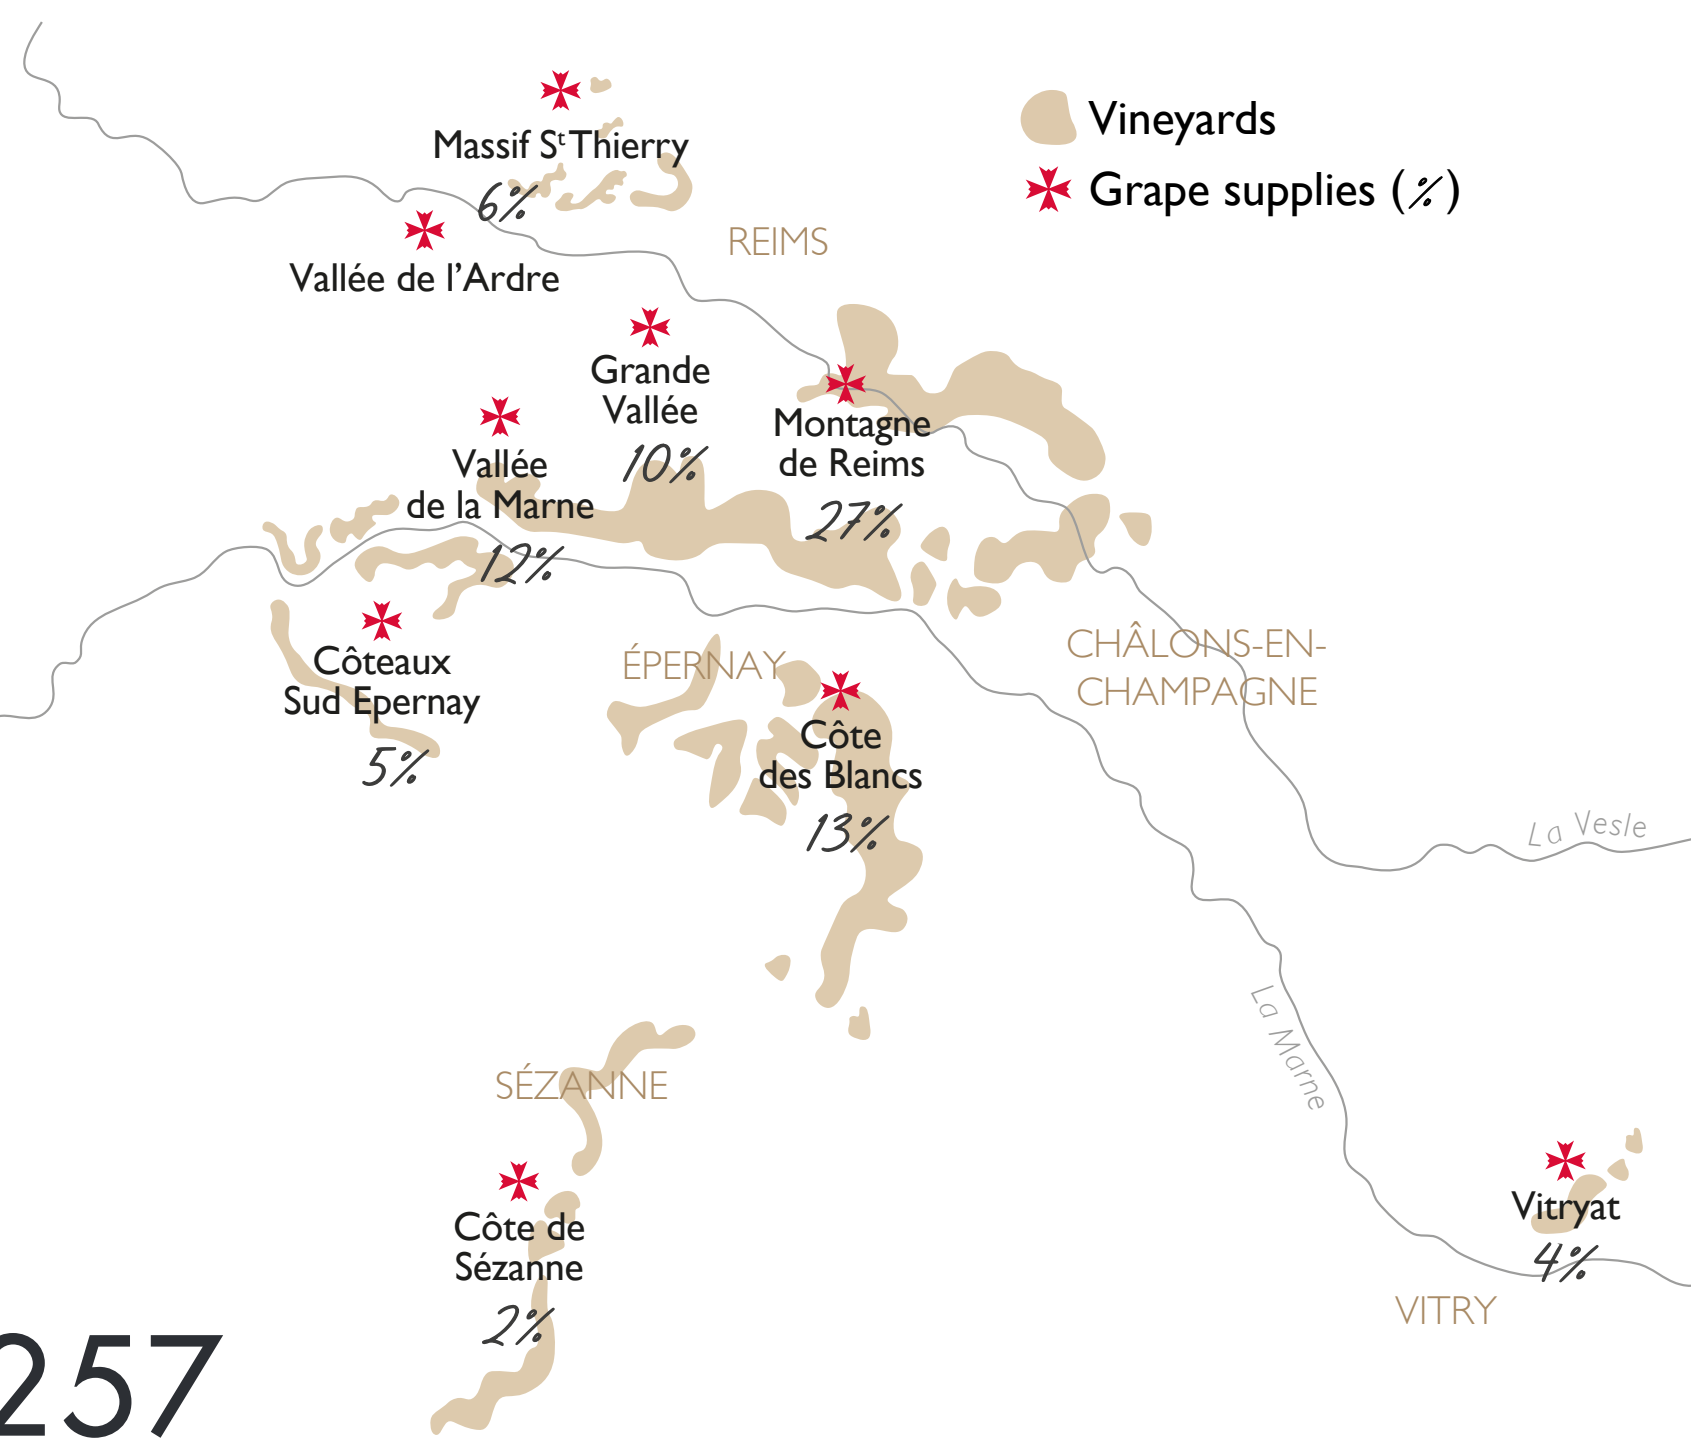 Vineyards
Grape supplies (%)
Massif St Thierry
6%
REIMS
Vallée de l'Ardre
Grande
Vallée
10%
Montagne
de Reims
27%
Vallée
de la Marne
12%
Côteaux
Sud Epernay
5%
ÉPERNAY
CHÂLONS-EN-
CHAMPAGNE
Côte
des Blancs
13%
La Vesle
La Marne
SÉZANNE
Côte de
Sézanne
2%
Vitryat
4%
VITRY
257